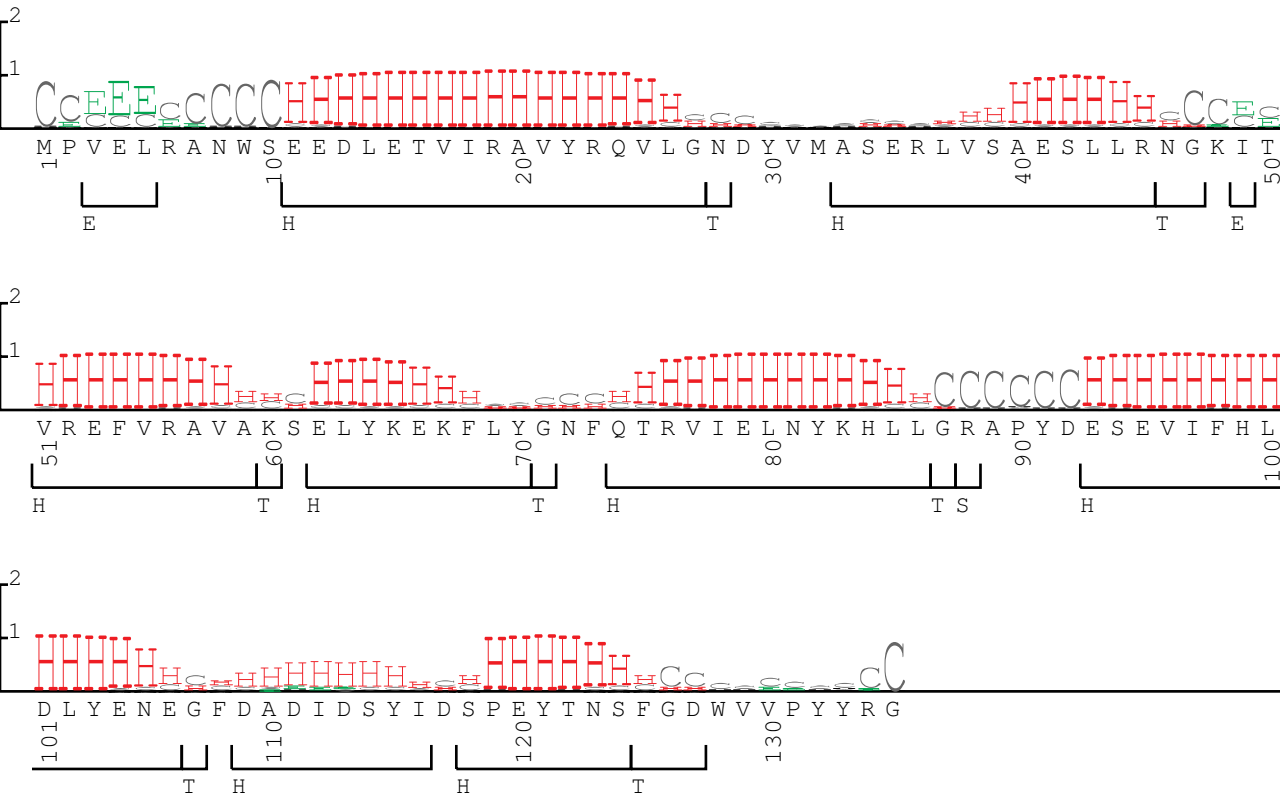 2
1
M P V E L R A N W S E E D L E T V I R A V Y R Q V L G N D Y V M A S E R L V S A E S L L R N G K I T
1 10 20 30 40 50
E H T H T E
2
1
V R E F V R A V A K S E L Y K E K F L Y G N F Q T R V I E L N Y K H L L G R A P Y D E S E V I F H L
51 60 70 80 90 100
H T H T H T S H
2
1
D L Y E N E G F D A D I D S Y I D S P E Y T N S F G D W V V P Y Y R G
101 110 120 130
T H H T